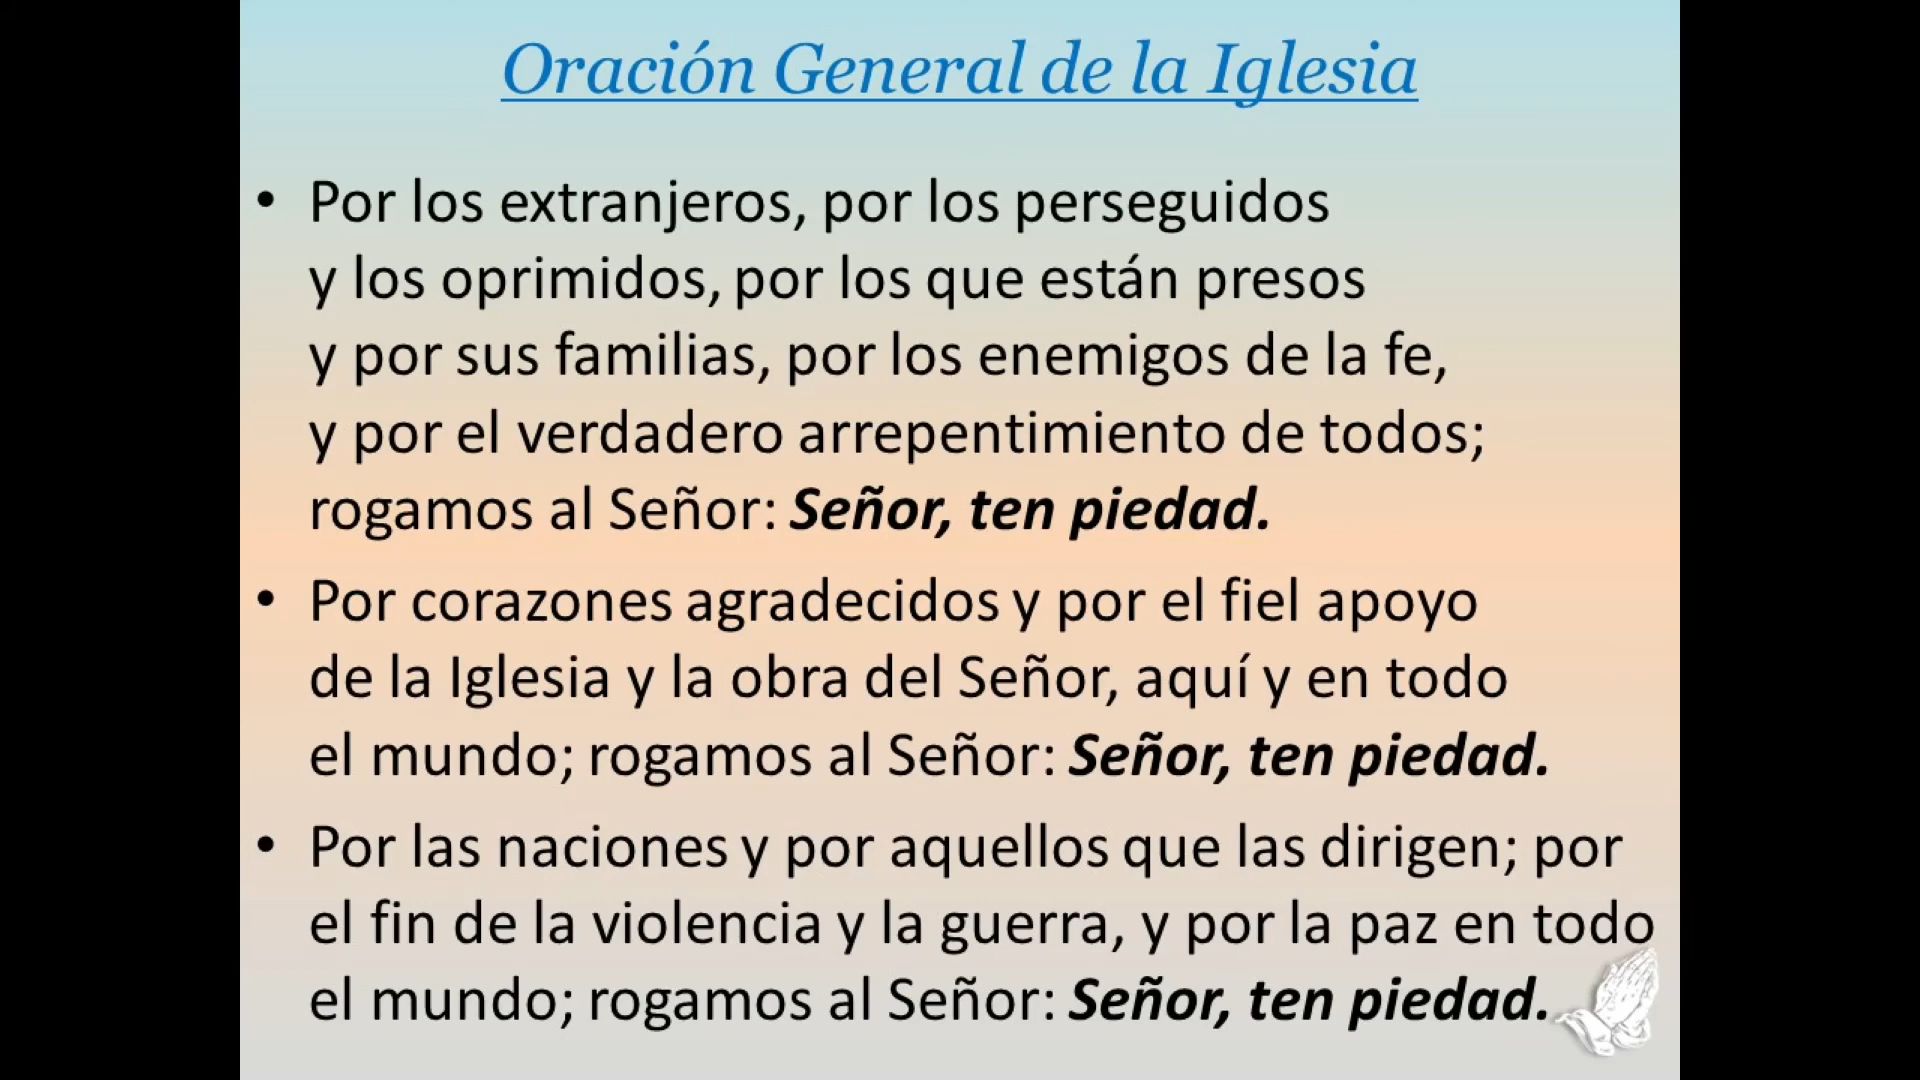 Oración General de la Iglesia
• Por los extranjeros, por los perseguidos
y los oprimidos, por los que están presos
y por sus familias, por los enemigos de la fe,
y por el verdadero arrepentimiento de todos;
rogamos al Señor: Señor, ten piedad.
• Por corazones agradecidos y por el fiel apoyo
de la Iglesia y la obra del Señor, aquí y en todo
el mundo; rogamos al Señor: Señor, ten piedad.
• Por las naciones y por aquellos que las dirigen; por
el fin de la violencia y la guerra, y por la paz en todo
el mundo; rogamos al Señor: Señor, ten piedad.